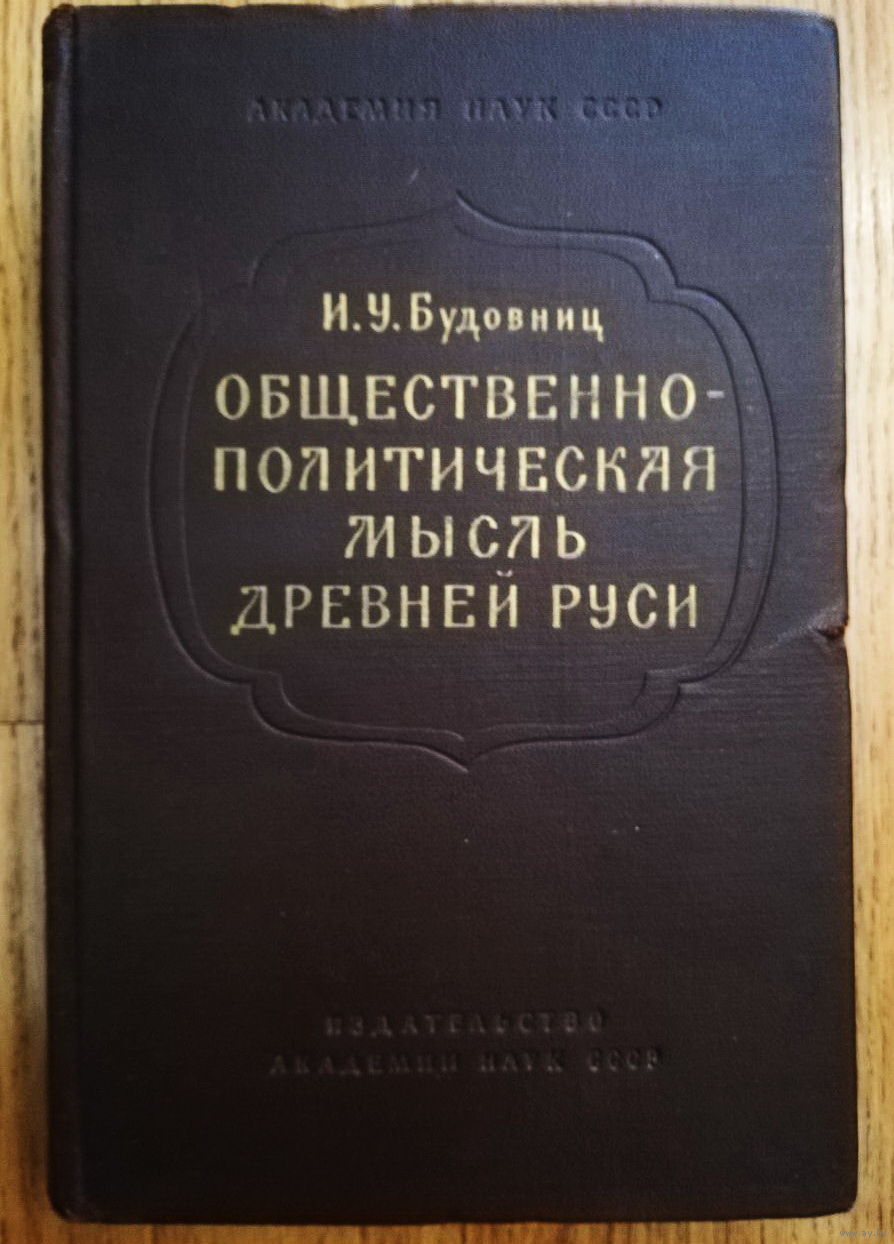 АКАДЕМИЯ НАУК СССР
И.У.Будовниц
ОБЩЕСТВЕННО-
ПОЛИТИЧЕСКАЯ
МЫСЛЬ
ДРЕВНЕЙ РУСИ
ИЗДАТЕЛЬСТВО
АКАДЕМИИ НАУК СССР